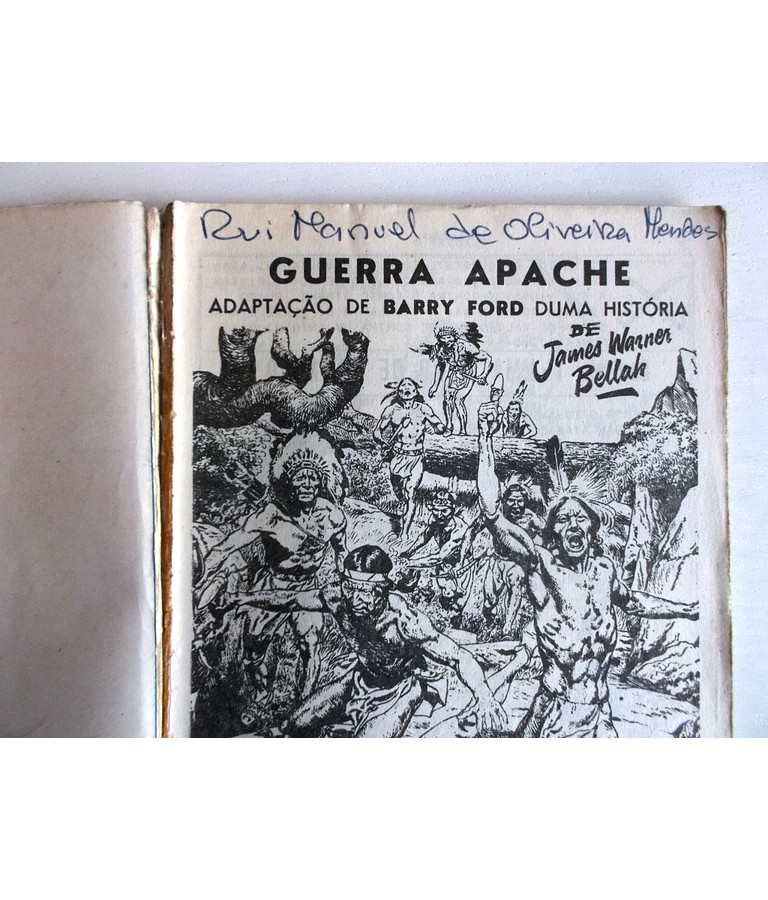 Rui Manuel de Oliveira Mendes
GUERRA APACHE
ADAPTAÇÃO DE BARRY FORD DUMA HISTÓRIA
DE
James Warner
Bellah